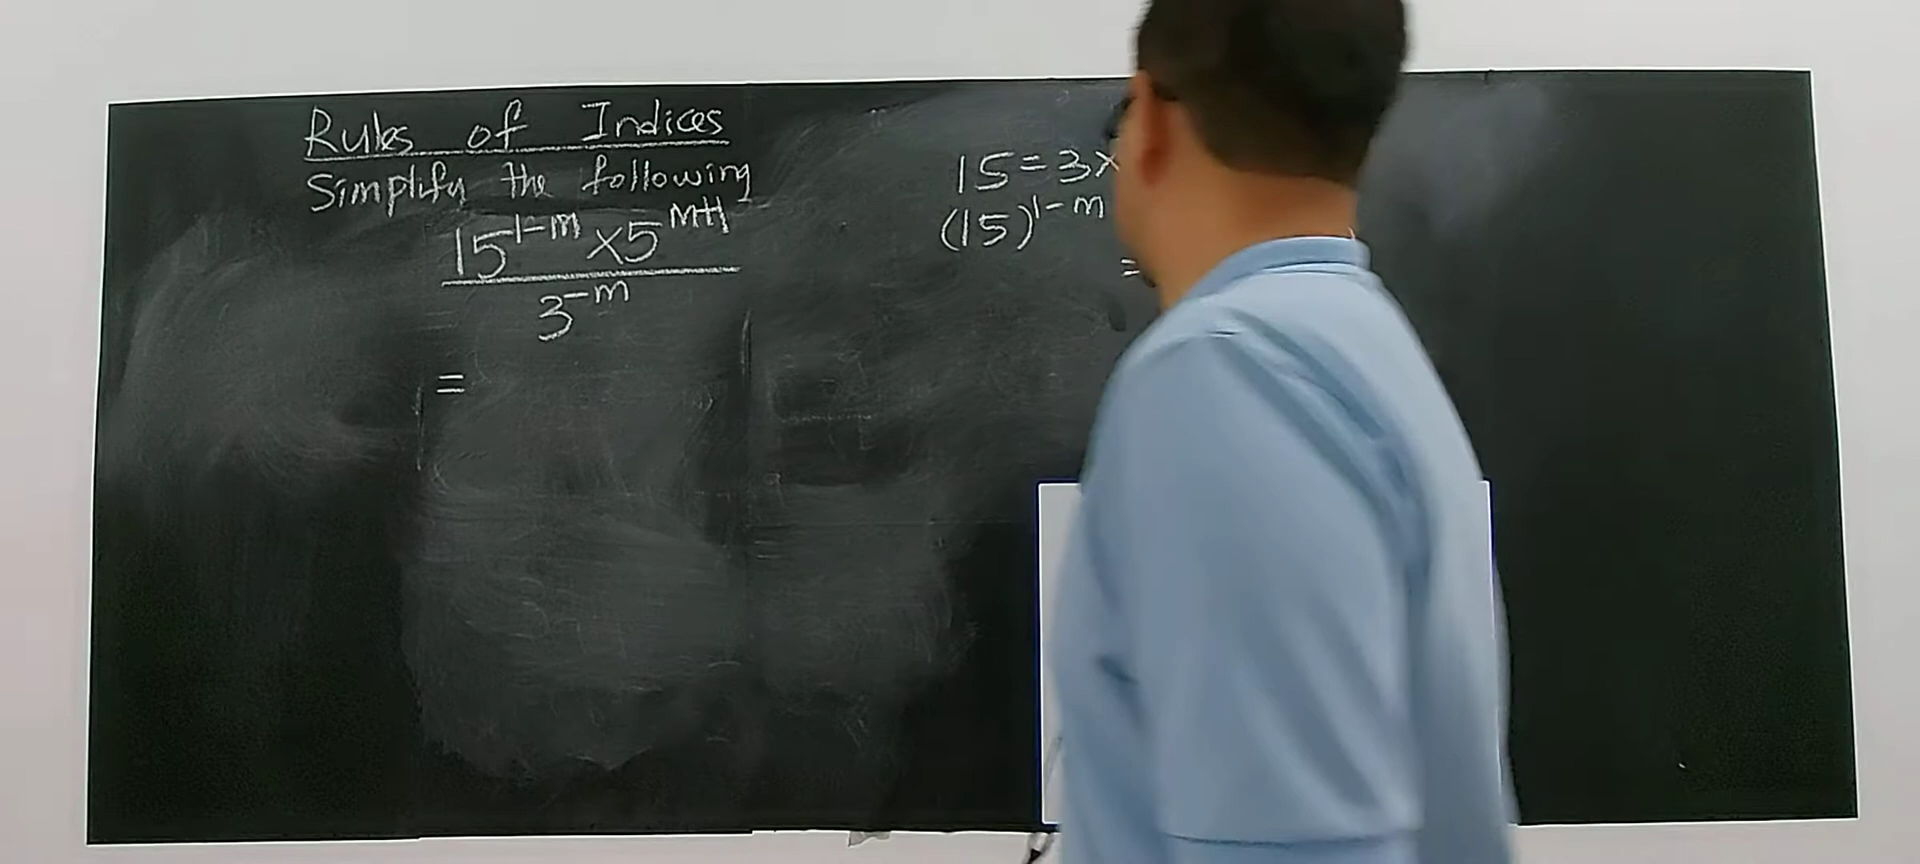 Rules of Indices
Simplify the following
15^{1-m} × 5^{m+1}
3^{-m}
=
15 = 3 ×
(15)^{1-m}
=